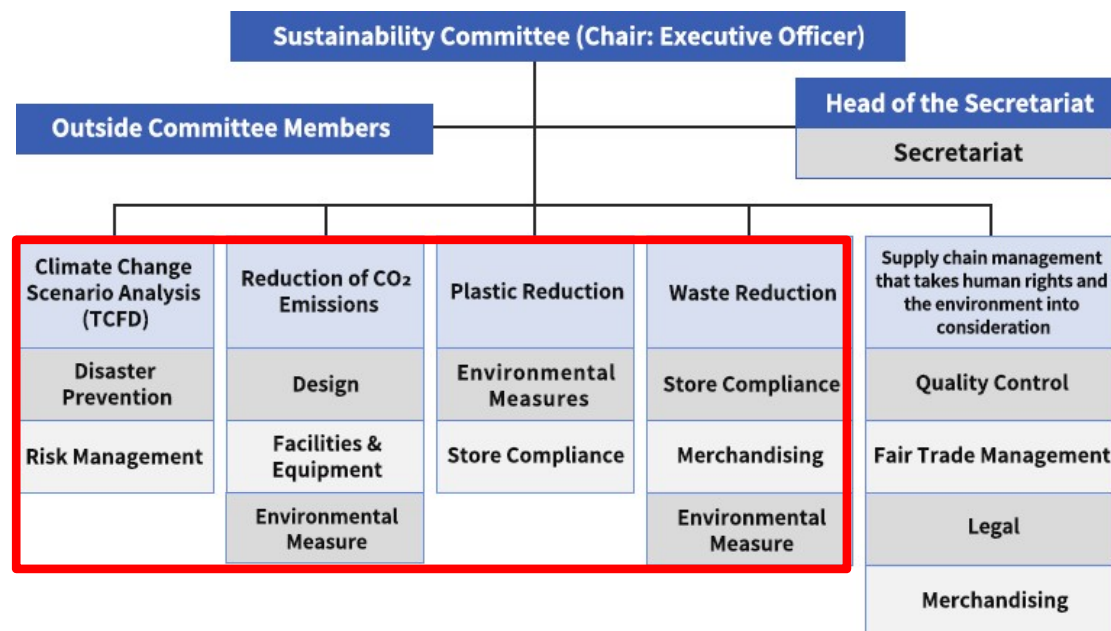 Sustainability Committee (Chair: Executive Officer)
Outside Committee Members
Head of the Secretariat
Secretariat
Climate Change
Scenario Analysis
(TCFD)
Disaster
Prevention
Risk Management
Reduction of CO₂
Emissions
Design
Facilities &
Equipment
Environmental
Measure
Plastic Reduction
Environmental
Measures
Store Compliance
Waste Reduction
Store Compliance
Merchandising
Environmental
Measure
Supply chain management
that takes human rights and
the environment into
consideration
Quality Control
Fair Trade Management
Legal
Merchandising